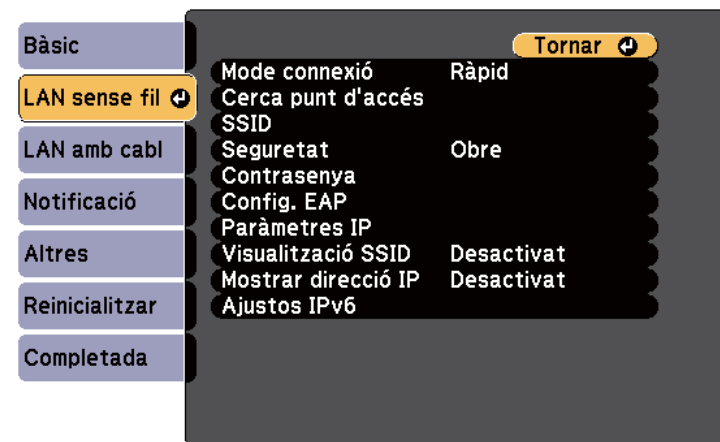 Bàsic
LAN sense fil
LAN amb cabl
Notificació
Altres
Reinicialitzar
Completada
Tornar
Mode connexió Ràpid
Cerca punt d'accés
SSID
Seguretat Obre
Contrasenya
Config. EAP
Paràmetres IP
Visualització SSID Desactivat
Mostrar direcció IP Desactivat
Ajustos IPv6